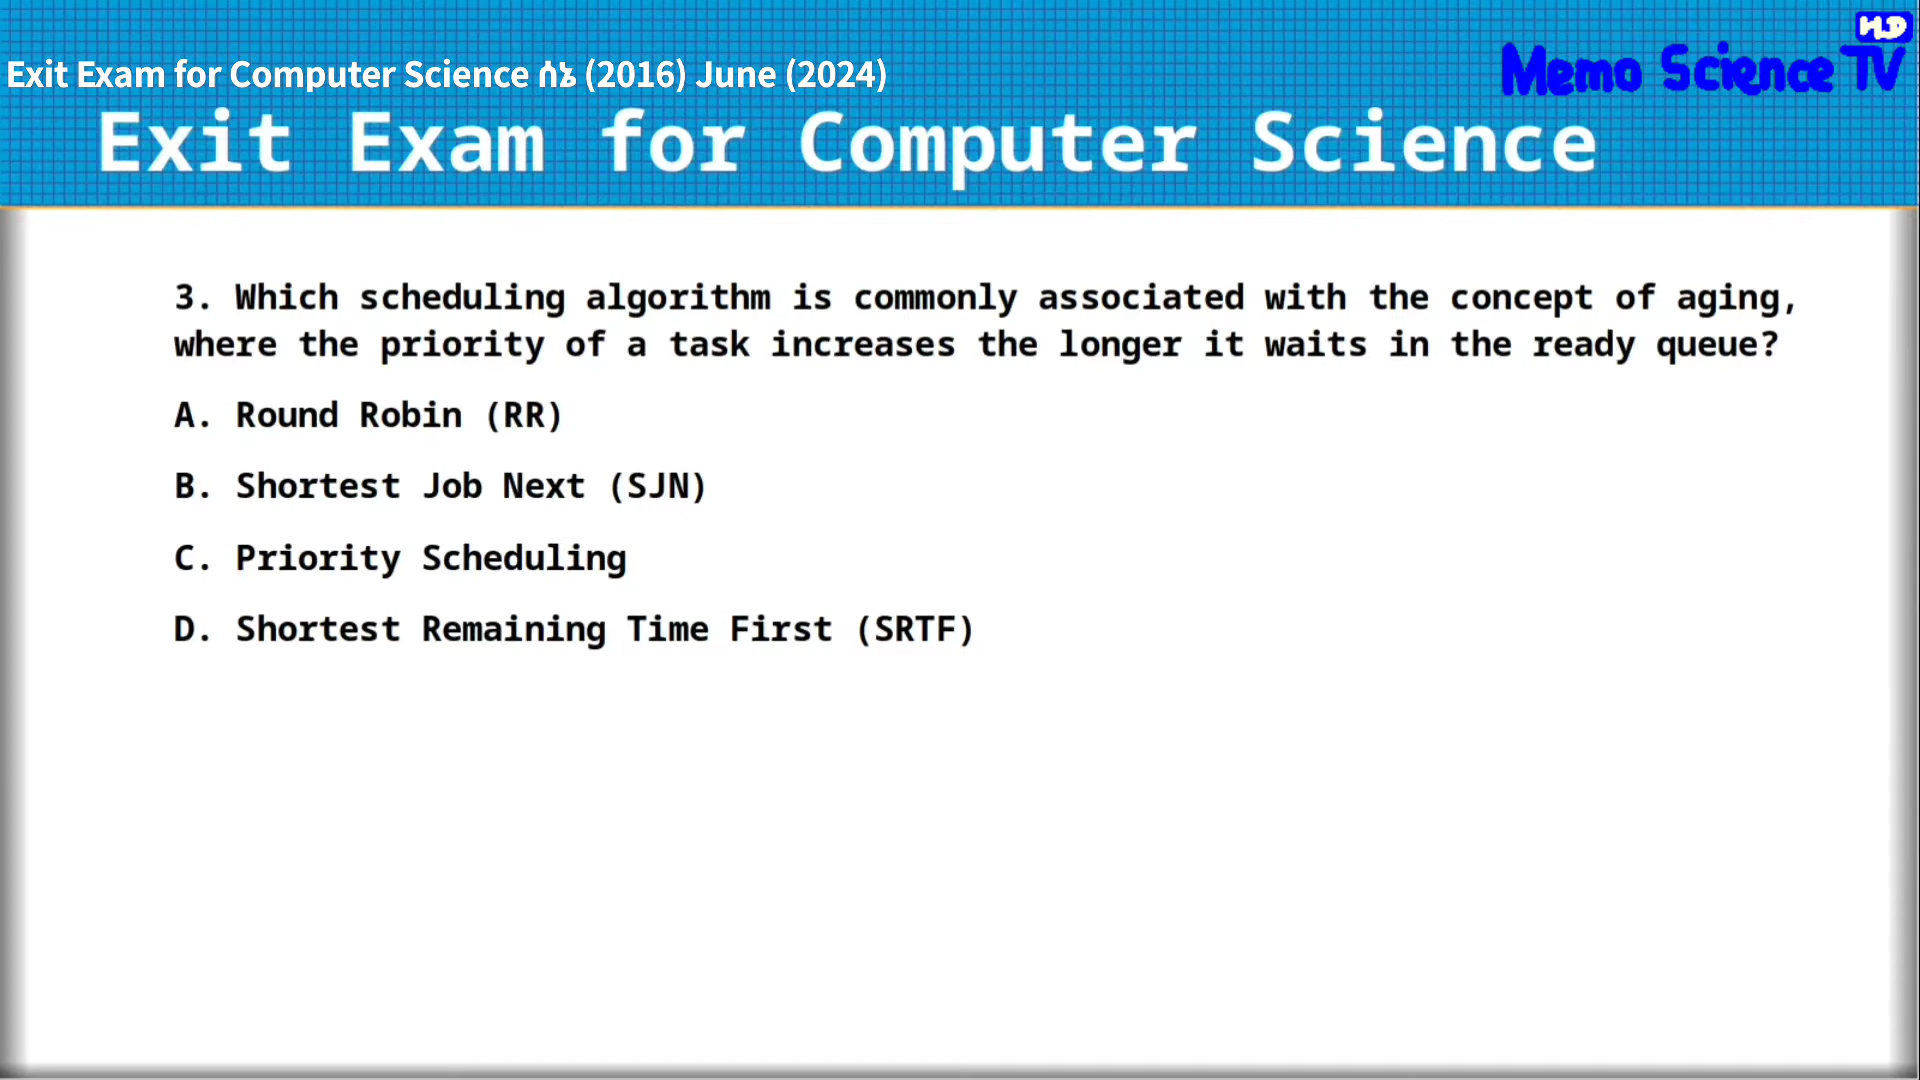 HD
Memo Science TV
Exit Exam for Computer Science ሰኔ (2016) June (2024)
Exit Exam for Computer Science
3. Which scheduling algorithm is commonly associated with the concept of aging,
where the priority of a task increases the longer it waits in the ready queue?
A. Round Robin (RR)
B. Shortest Job Next (SJN)
C. Priority Scheduling
D. Shortest Remaining Time First (SRTF)